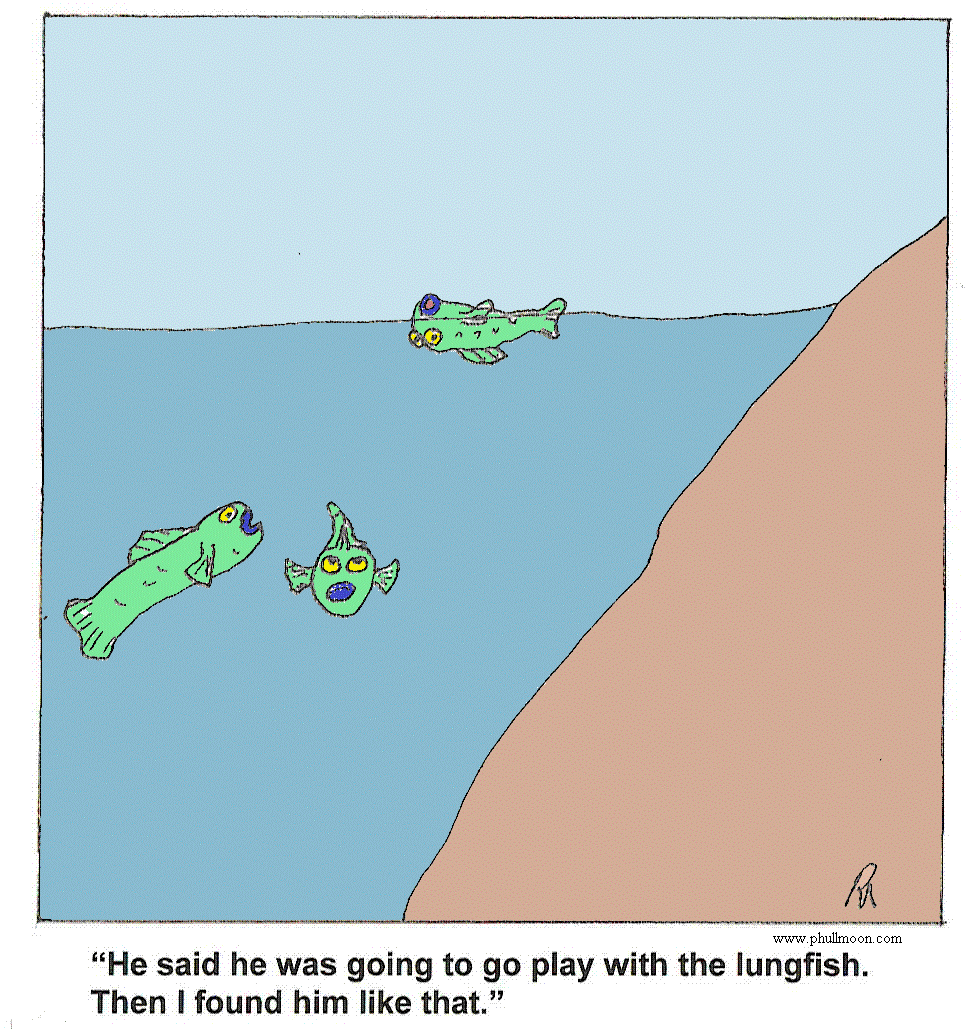 www.phullmoon.com
“He said he was going to go play with the lungfish.
Then I found him like that.”